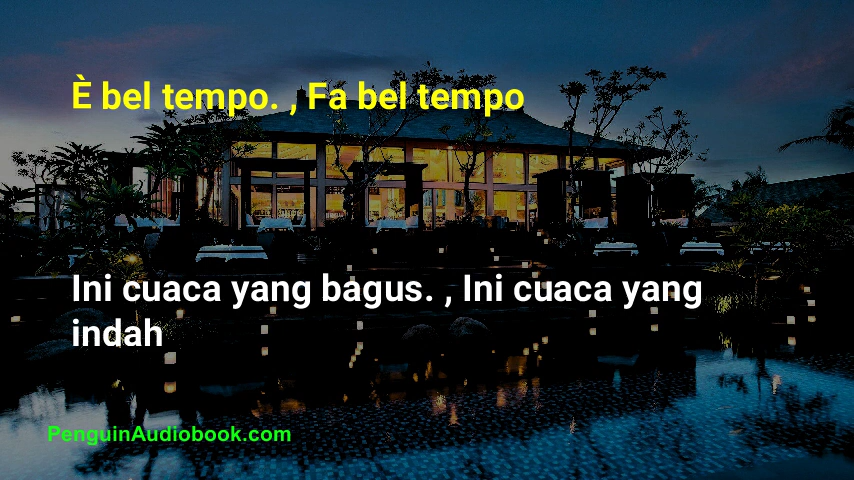 È bel tempo. , Fa bel tempo
Ini cuaca yang bagus. , Ini cuaca yang
indah
PenguinAudiobook.com